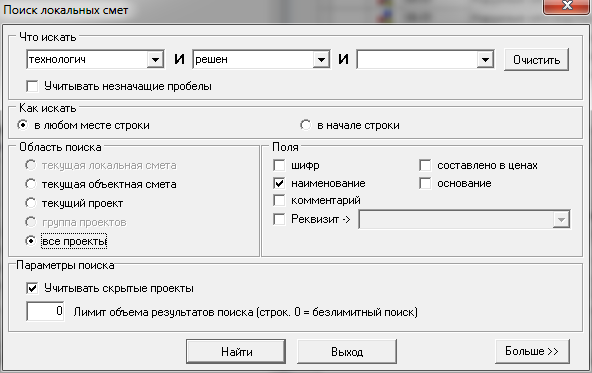 Поиск локальных смет
Что искать
технологич И решен И Очистить
Учитывать незначащие пробелы
Как искать
в любом месте строки в начале строки
Область поиска Поля
текущая локальная смета шифр составлено в ценах
текущая объектная смета наименование основание
текущий проект комментарий
группа проектов Реквизит ->
все проекты
Параметры поиска
Учитывать скрытые проекты
0 Лимит объема результатов поиска (строк. 0 = безлимитный поиск)
Найти Выход Больше >>